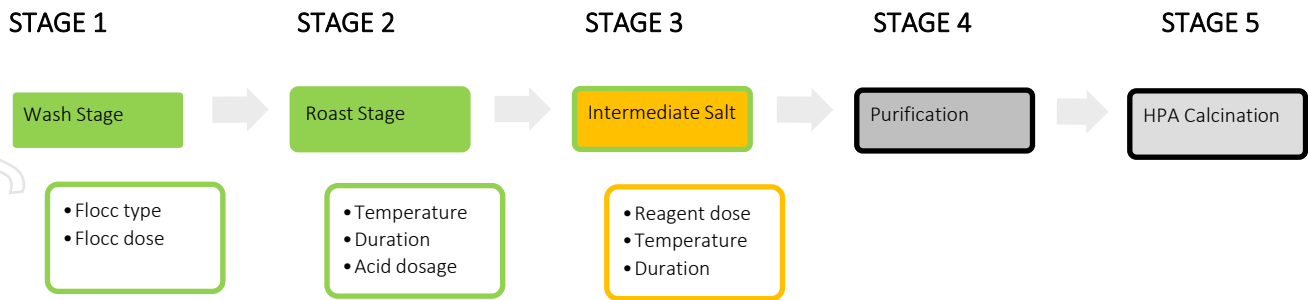 STAGE 1
STAGE 2
STAGE 3
STAGE 4
STAGE 5
Wash Stage
Roast Stage
Intermediate Salt
Purification
HPA Calcination
• Flocc type
• Flocc dose
• Temperature
• Duration
• Acid dosage
• Reagent dose
• Temperature
• Duration